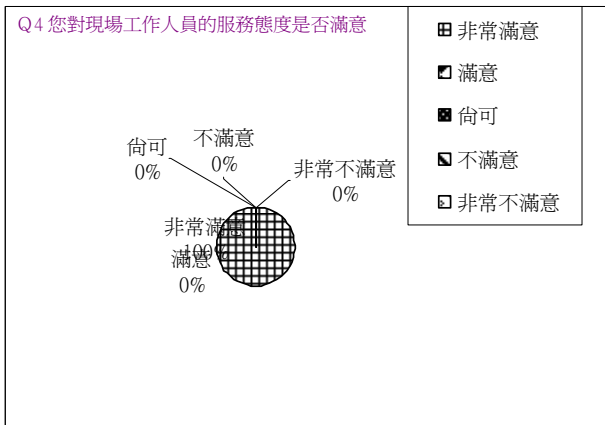 Q4 您對現場工作人員的服務態度是否滿意
非常滿意
滿意
尚可
不滿意
非常不滿意
尚可
0%
不滿意
0%
非常不滿意
0%
非常滿意
100%
滿意
0%